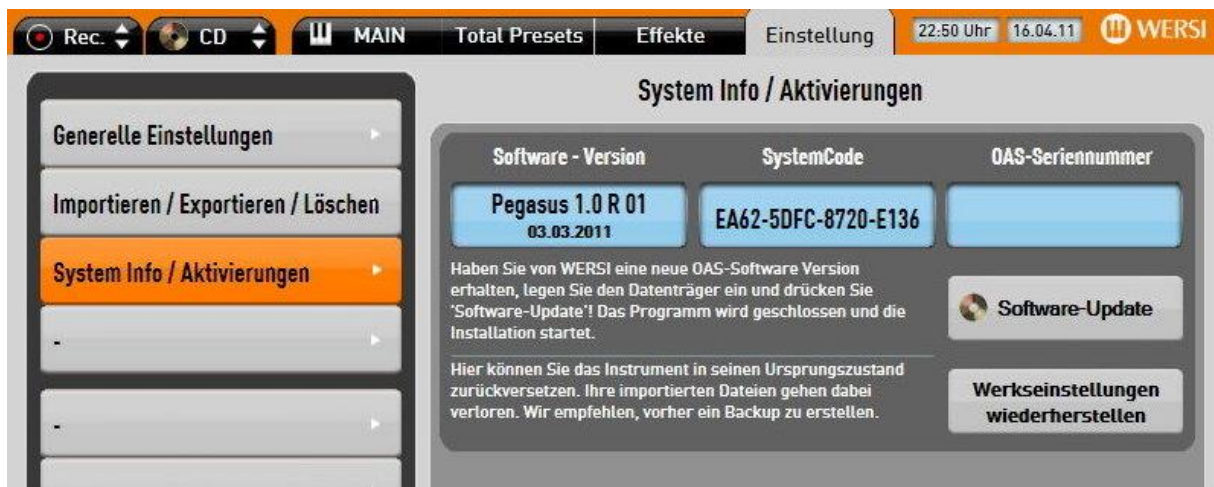 Rec. CD MAIN Total Presets Effekte Einstellung 22:50 Uhr 16.04.11 WERSI
System Info / Aktivierungen
Generelle Einstellungen
Importieren / Exportieren / Löschen
System Info / Aktivierungen
-
-
Software - Version SystemCode OAS-Seriennummer
Pegasus 1.0 R 01
03.03.2011
EA62-5DFC-8720-E136
Haben Sie von WERSI eine neue OAS-Software Version
erhalten, legen Sie den Datenträger ein und drücken Sie
'Software-Update'! Das Programm wird geschlossen und die
Installation startet.
Software-Update
Hier können Sie das Instrument in seinen Ursprungszustand
zurückversetzen. Ihre importierten Dateien gehen dabei
verloren. Wir empfehlen, vorher ein Backup zu erstellen.
Werkseinstellungen
wiederherstellen